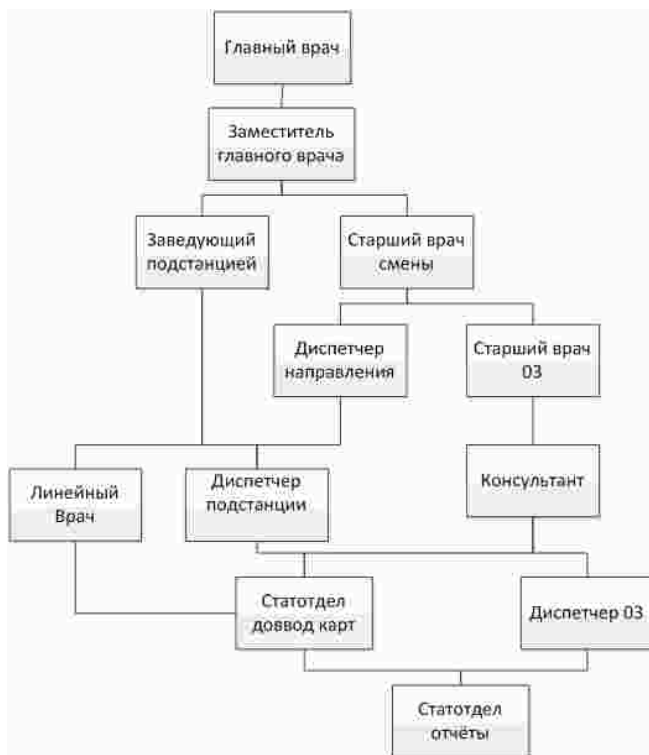 Главный врач
Заместитель
главного врача
Заведующий
подстанцией
Старший врач
смены
Диспетчер
направления
Старший врач
03
Линейный
Врач
Диспетчер
подстанции
Консультант
Статотдел
доввод карт
Диспетчер 03
Статотдел
отчёты